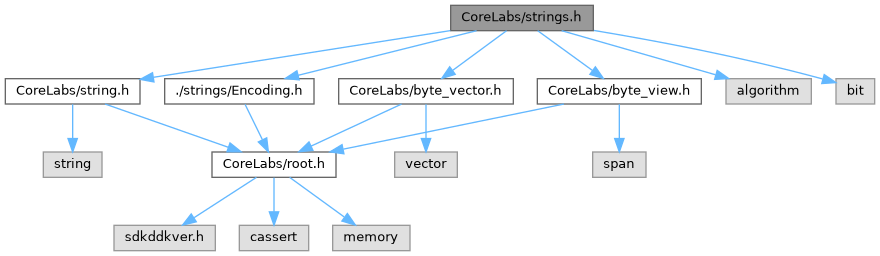 CoreLabs/strings.h
CoreLabs/string.h
./strings/Encoding.h
CoreLabs/byte_vector.h
CoreLabs/byte_view.h
algorithm
bit
string
CoreLabs/root.h
vector
span
sdkddkver.h
cassert
memory